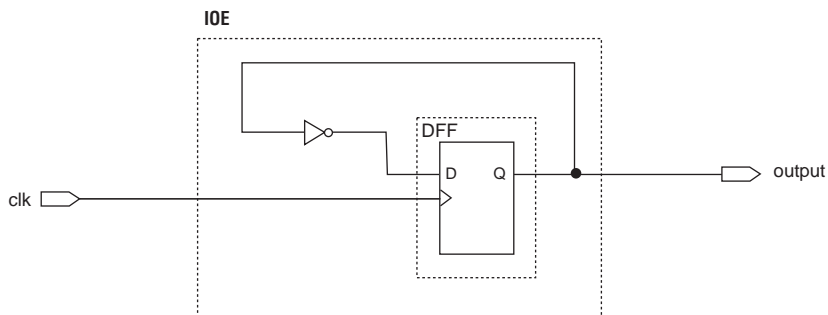 IOE
DFF
D Q
clk
output